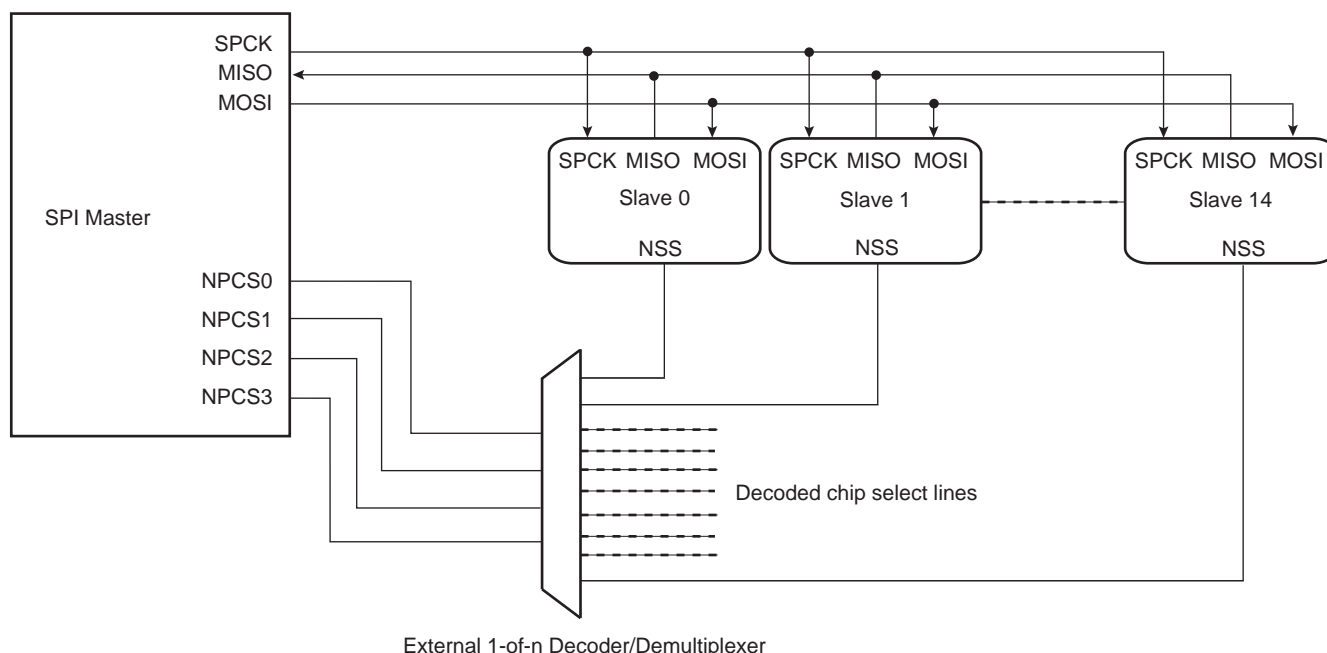 SPCK
MISO
MOSI
SPI Master
NPCS0
NPCS1
NPCS2
NPCS3
SPCK MISO MOSI
Slave 0
NSS
SPCK MISO MOSI
Slave 1
NSS
SPCK MISO MOSI
Slave 14
NSS
Decoded chip select lines
External 1-of-n Decoder/Demultiplexer